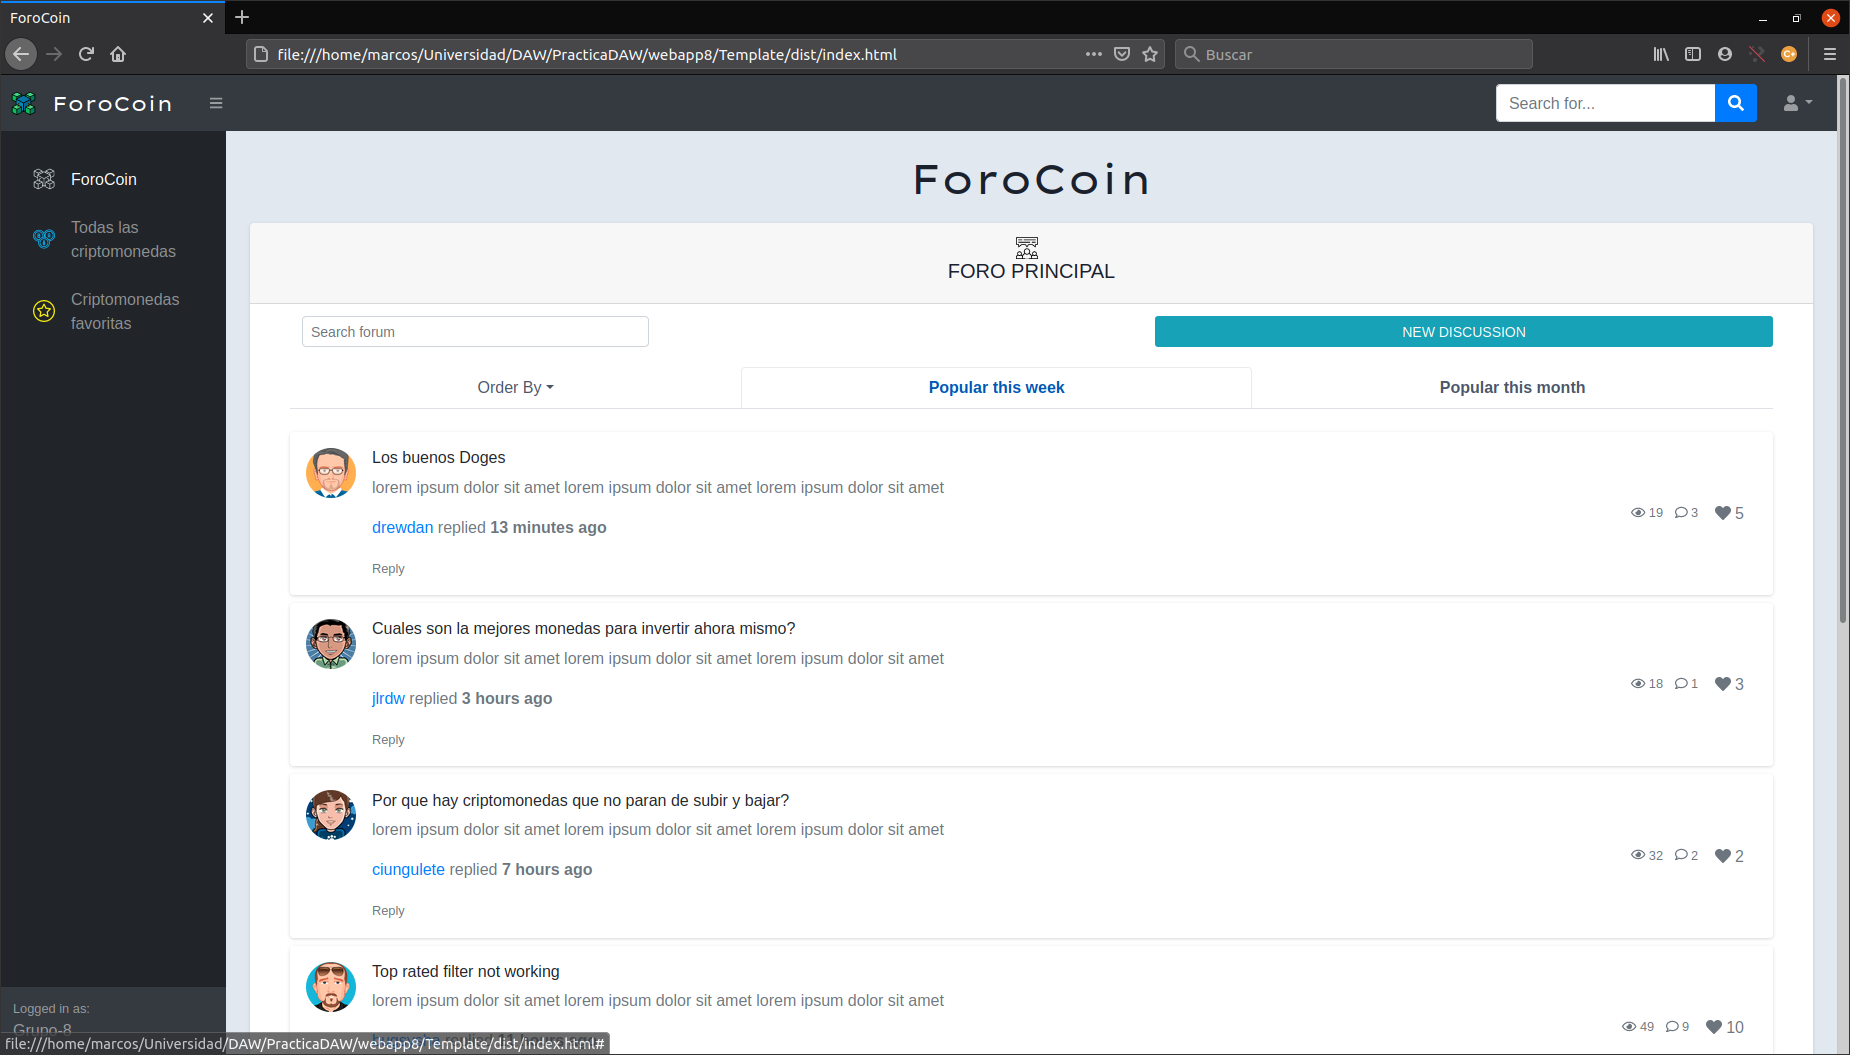 ForoCoin
file:///home/marcos/Universidad/DAW/PracticaDAW/webapp8/Template/dist/index.html
Buscar
ForoCoin
Search for...
ForoCoin
Todas las
criptomonedas
Criptomonedas
favoritas
Logged in as:
Grupo-8
ForoCoin
FORO PRINCIPAL
Search forum
NEW DISCUSSION
Order By
Popular this week
Popular this month
Los buenos Doges
lorem ipsum dolor sit amet lorem ipsum dolor sit amet lorem ipsum dolor sit amet
drewdan replied 13 minutes ago
19 3 5
Reply
Cuales son la mejores monedas para invertir ahora mismo?
lorem ipsum dolor sit amet lorem ipsum dolor sit amet lorem ipsum dolor sit amet
jlrdw replied 3 hours ago
18 1 3
Reply
Por que hay criptomonedas que no paran de subir y bajar?
lorem ipsum dolor sit amet lorem ipsum dolor sit amet lorem ipsum dolor sit amet
ciungulete replied 7 hours ago
32 2 2
Reply
Top rated filter not working
lorem ipsum dolor sit amet lorem ipsum dolor sit amet lorem ipsum dolor sit amet
49 9 10
file:///home/marcos/Universidad/DAW/PracticaDAW/webapp8/Template/dist/index.html#